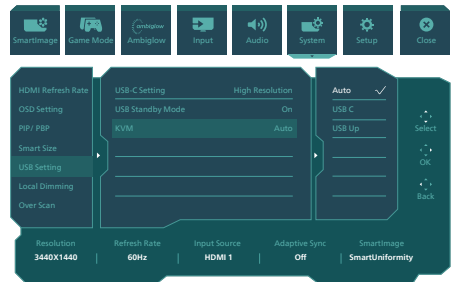 SmartImage Game Mode Ambiglow Input Audio System Setup Close
ambiglow
HDMI Refresh Rate USB-C Setting High Resolution Auto
OSD Setting USB Standby Mode On USB C
PIP / PBP KVM Auto USB Up Select
Smart Size
OK
USB Setting
Local Dimming
Back
Over Scan
Resolution Refresh Rate Input Source Adaptive Sync SmartImage
3440X1440 | 60Hz | HDMI 1 | Off | SmartUniformity